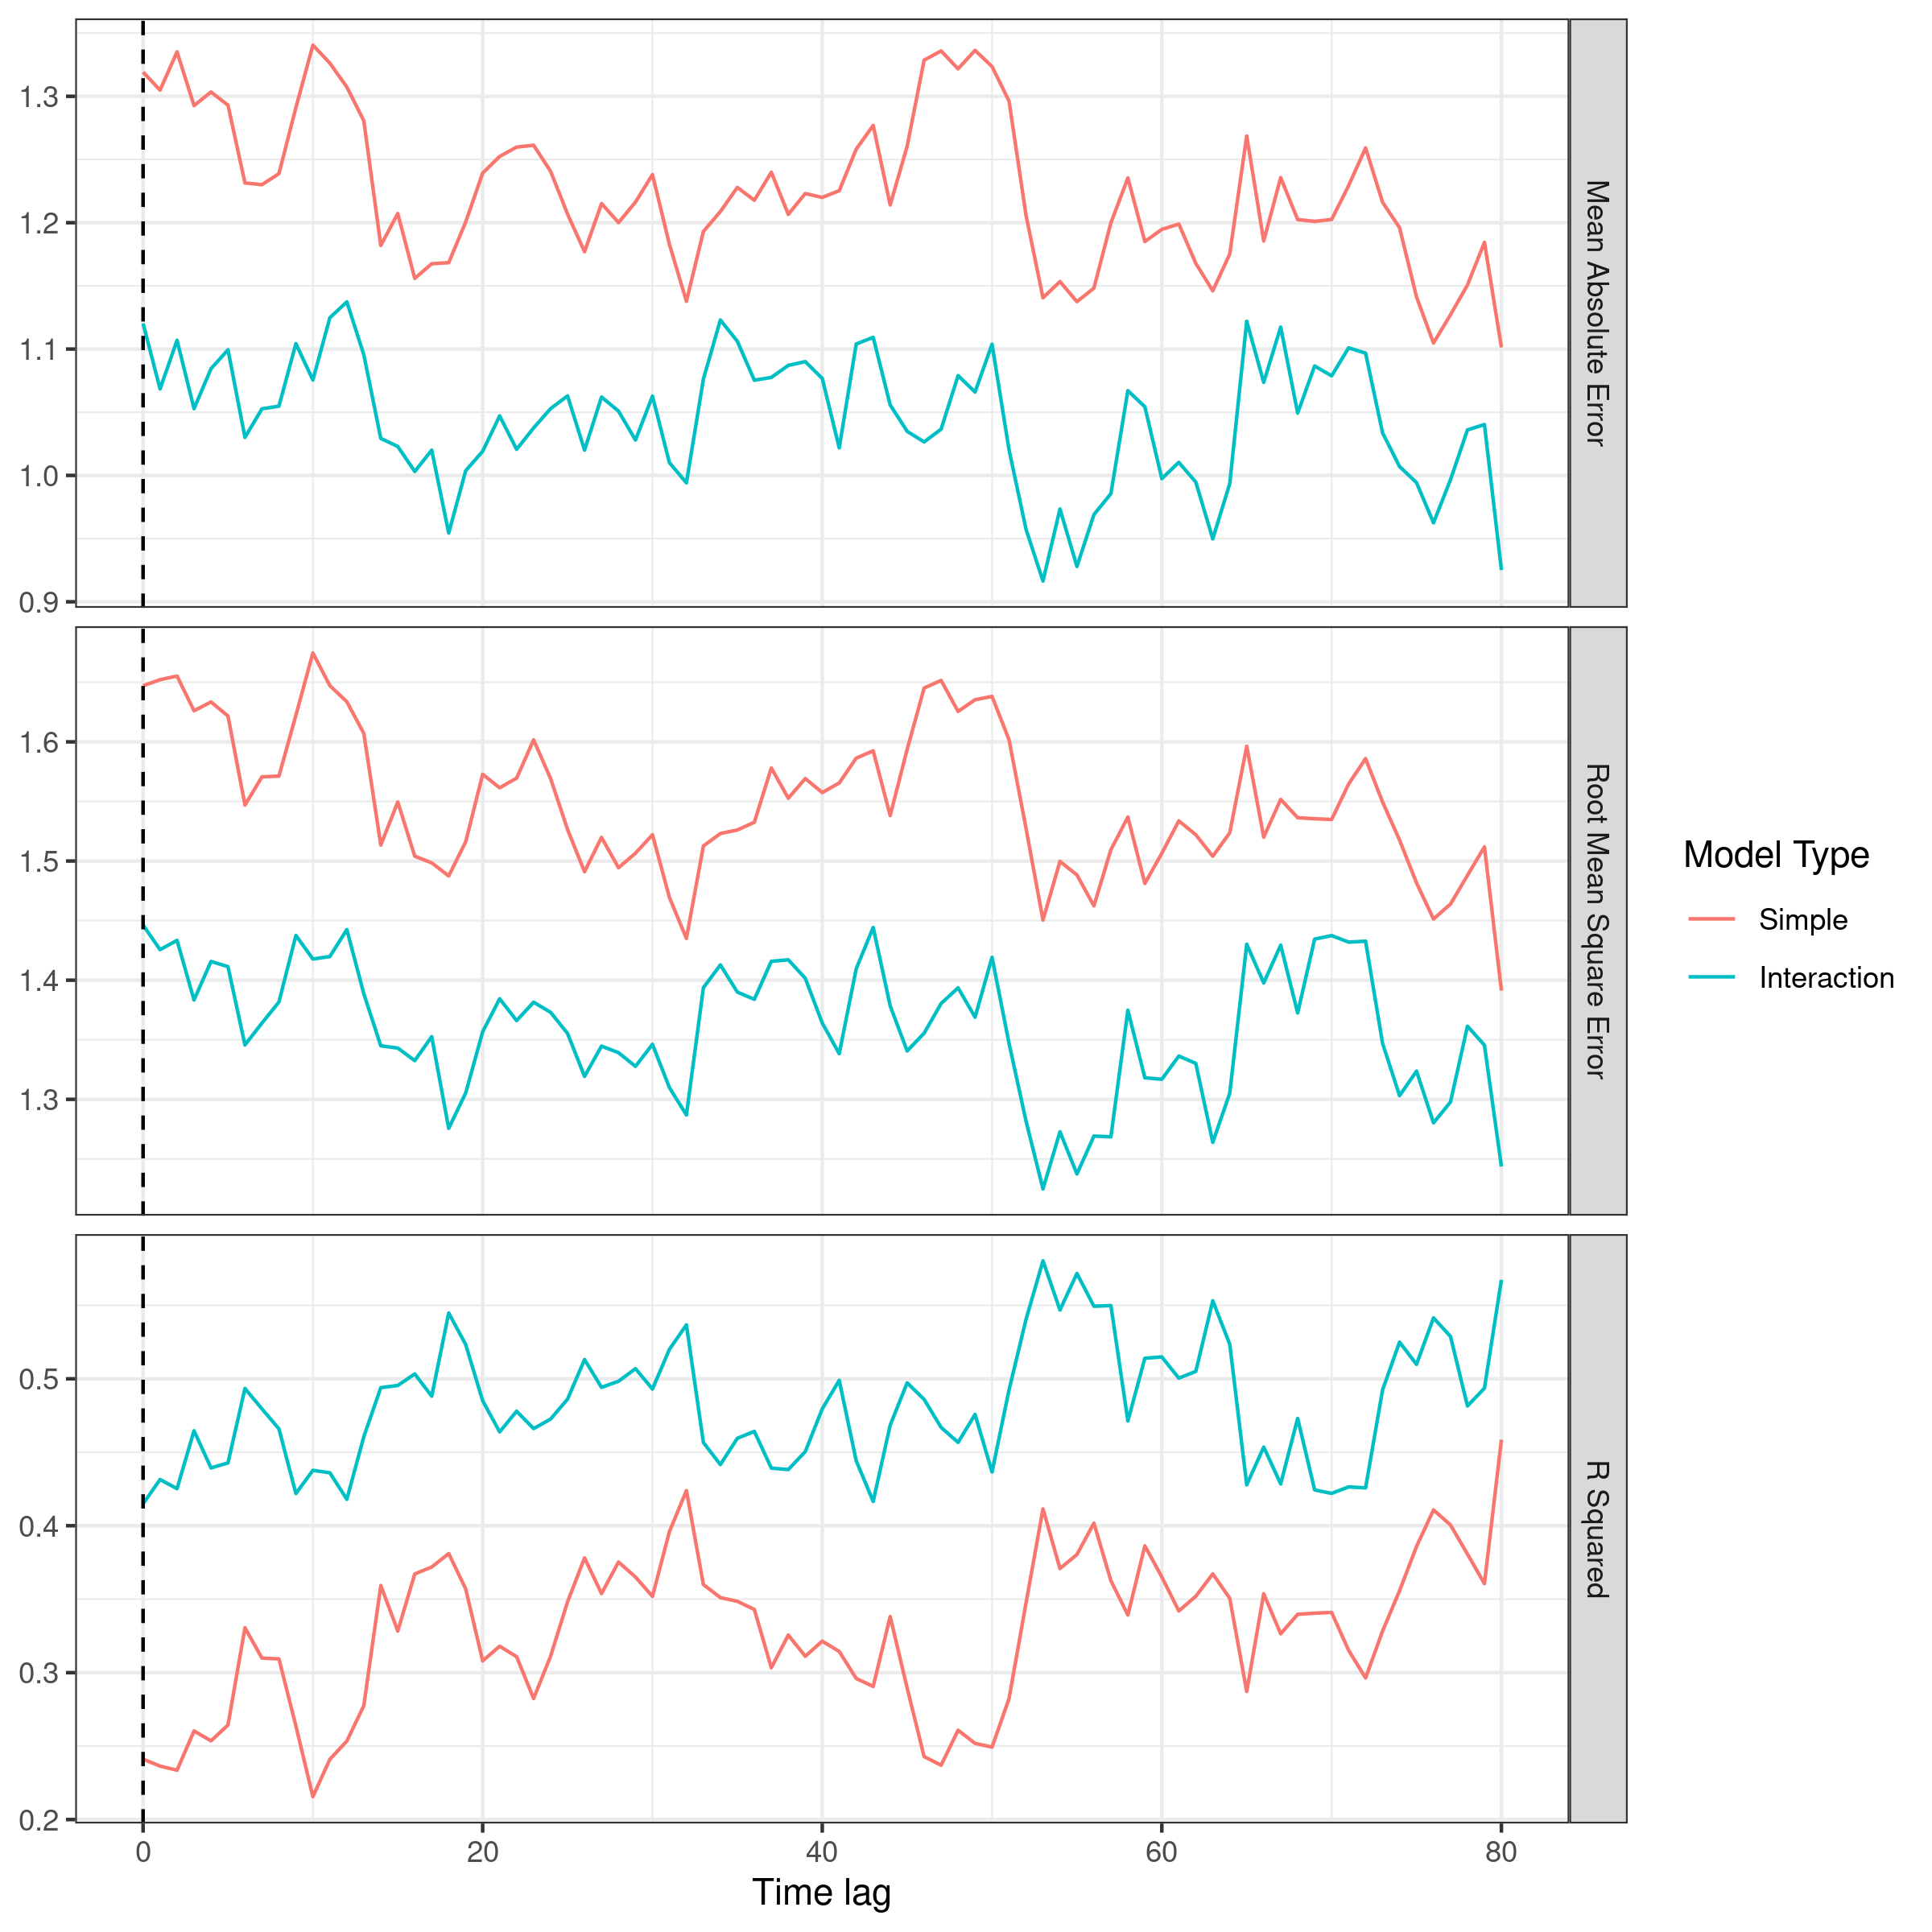 1.3
1.2
1.1
1.0
0.9
Mean Absolute Error
1.6
1.5
1.4
1.3
Root Mean Square Error
0.5
0.4
0.3
0.2
R Squared
0 20 40 60 80
Time lag
Model Type
Simple
Interaction